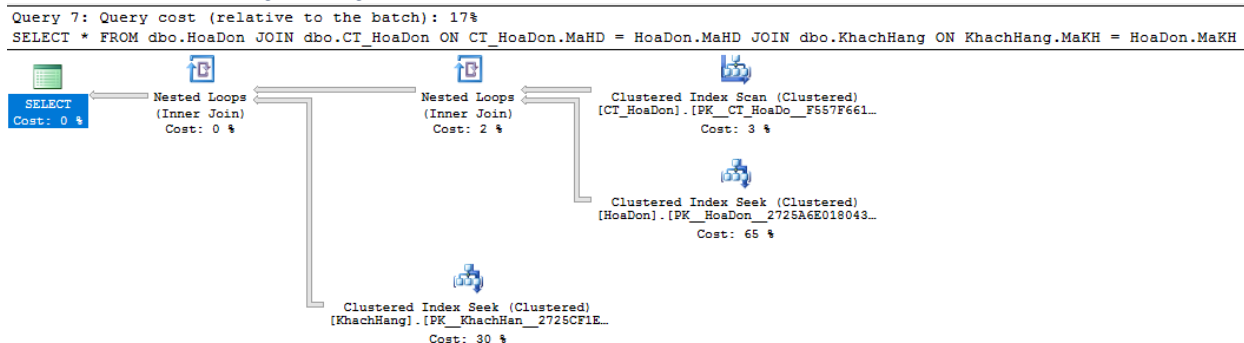 Query 7: Query cost (relative to the batch): 17%
SELECT * FROM dbo.HoaDon JOIN dbo.CT_HoaDon ON CT_HoaDon.MaHD = HoaDon.MaHD JOIN dbo.KhachHang ON KhachHang.MaKH = HoaDon.MaKH
SELECT
Cost: 0 %
Nested Loops
(Inner Join)
Cost: 0 %
Nested Loops
(Inner Join)
Cost: 2 %
Clustered Index Scan (Clustered)
[CT_HoaDon].[PK__CT_HoaDo__F557F661…
Cost: 3 %
Clustered Index Seek (Clustered)
[HoaDon].[PK__HoaDon__2725A6E018043…
Cost: 65 %
Clustered Index Seek (Clustered)
[KhachHang].[PK__KhachHan__2725CF1E…
Cost: 30 %